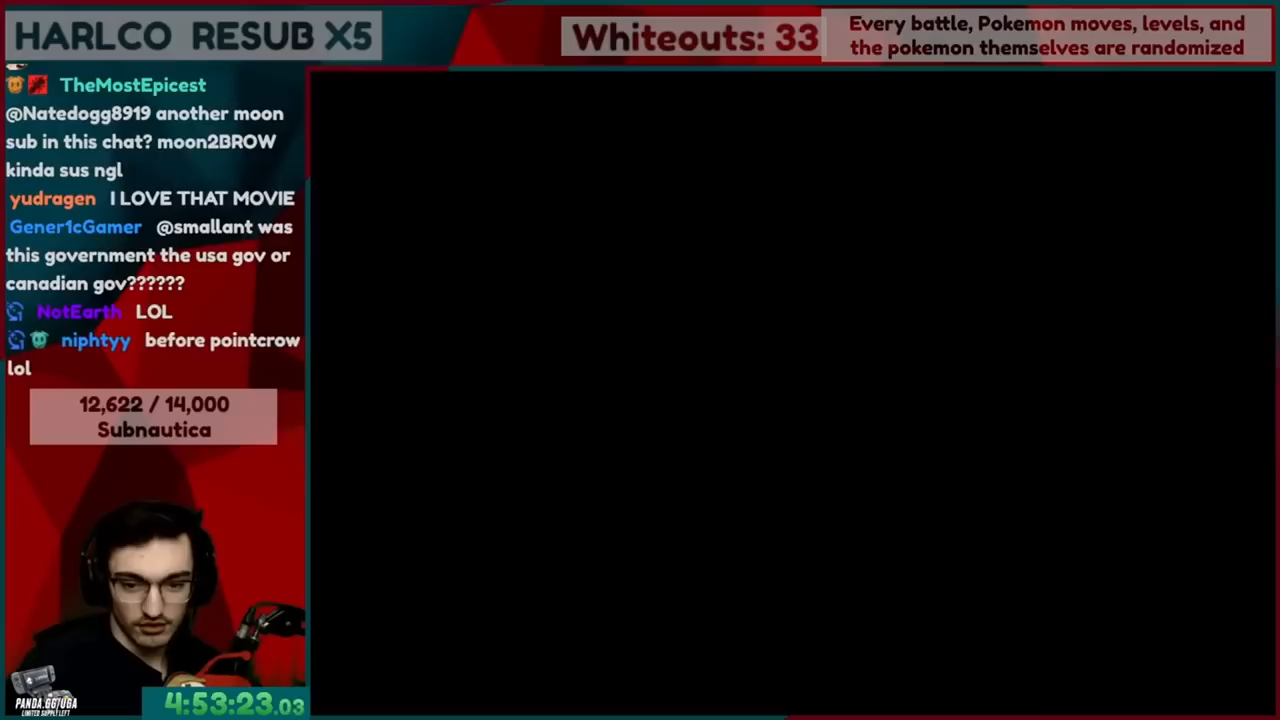 HARLCO RESUB X5
Whiteouts: 33
Every battle, Pokemon moves, levels, and
the pokemon themselves are randomized
TheMostEpicest
@Natedogg8919 another moon
sub in this chat? moon2BROW
kinda sus ngl
yudragen I LOVE THAT MOVIE
Gener1cGamer @smallant was
this government the usa gov or
canadian gov??????
NotEarth LOL
niphtyy before pointcrow
lol
12,622 / 14,000
Subnautica
PANDA.GG/UGA
LIMITED SUPPLY LEFT
4:53:23.03